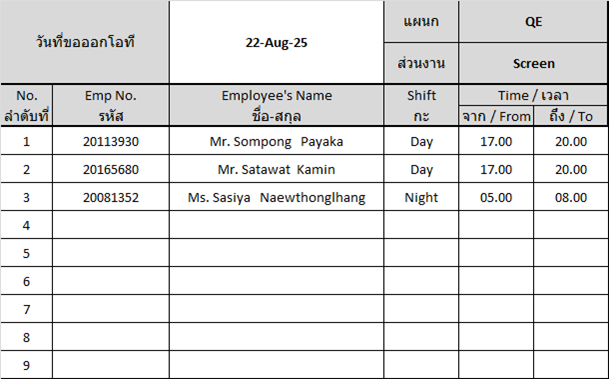 วันที่ขอออกโอที 22-Aug-25 แผนก QE
ส่วนงาน Screen
No. Emp No. Employee's Name Shift Time / เวลา
ลำดับที่ รหัส ชื่อ-สกุล กะ จาก / From ถึง / To
1 20113930 Mr. Sompong Payaka Day 17.00 20.00
2 20165680 Mr. Satawat Kamin Day 17.00 20.00
3 20081352 Ms. Sasiya Naewthonglhang Night 05.00 08.00
4
5
6
7
8
9